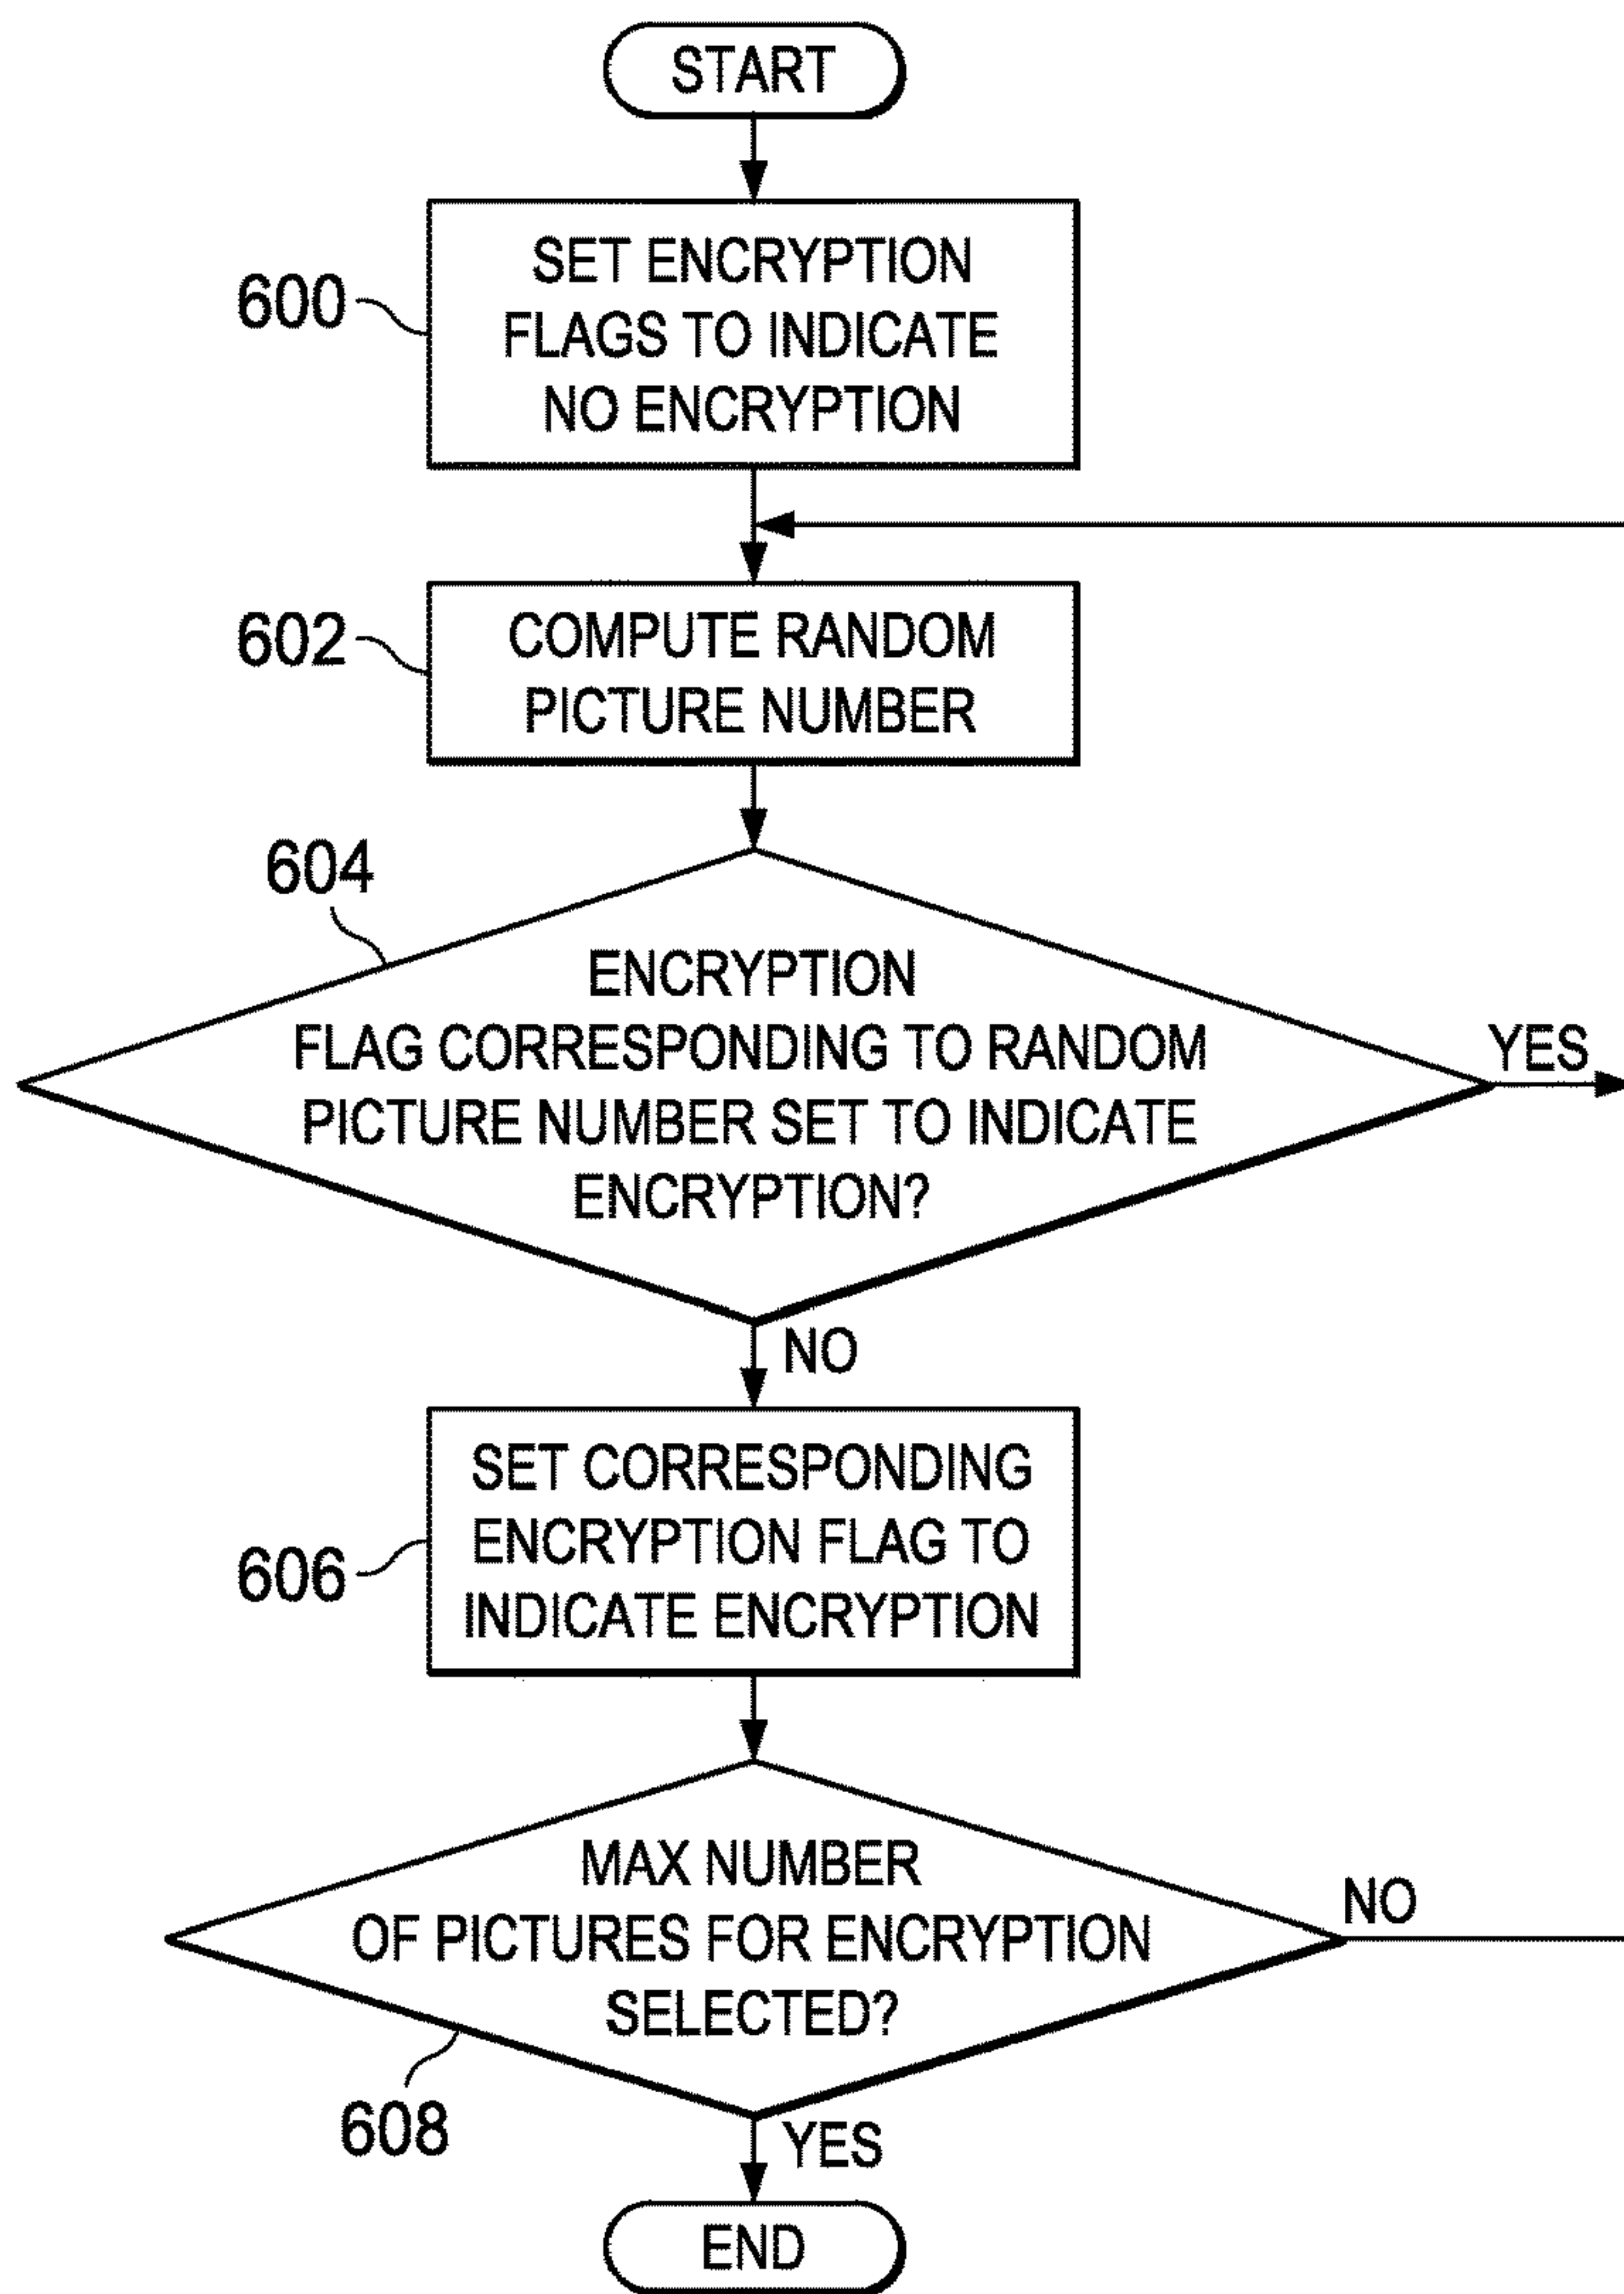 START
600
SET ENCRYPTION
FLAGS TO INDICATE
NO ENCRYPTION
602
COMPUTE RANDOM
PICTURE NUMBER
604
ENCRYPTION
FLAG CORRESPONDING TO RANDOM
PICTURE NUMBER SET TO INDICATE
ENCRYPTION?
YES
NO
606
SET CORRESPONDING
ENCRYPTION FLAG TO
INDICATE ENCRYPTION
MAX NUMBER
OF PICTURES FOR ENCRYPTION
SELECTED?
NO
608
YES
END